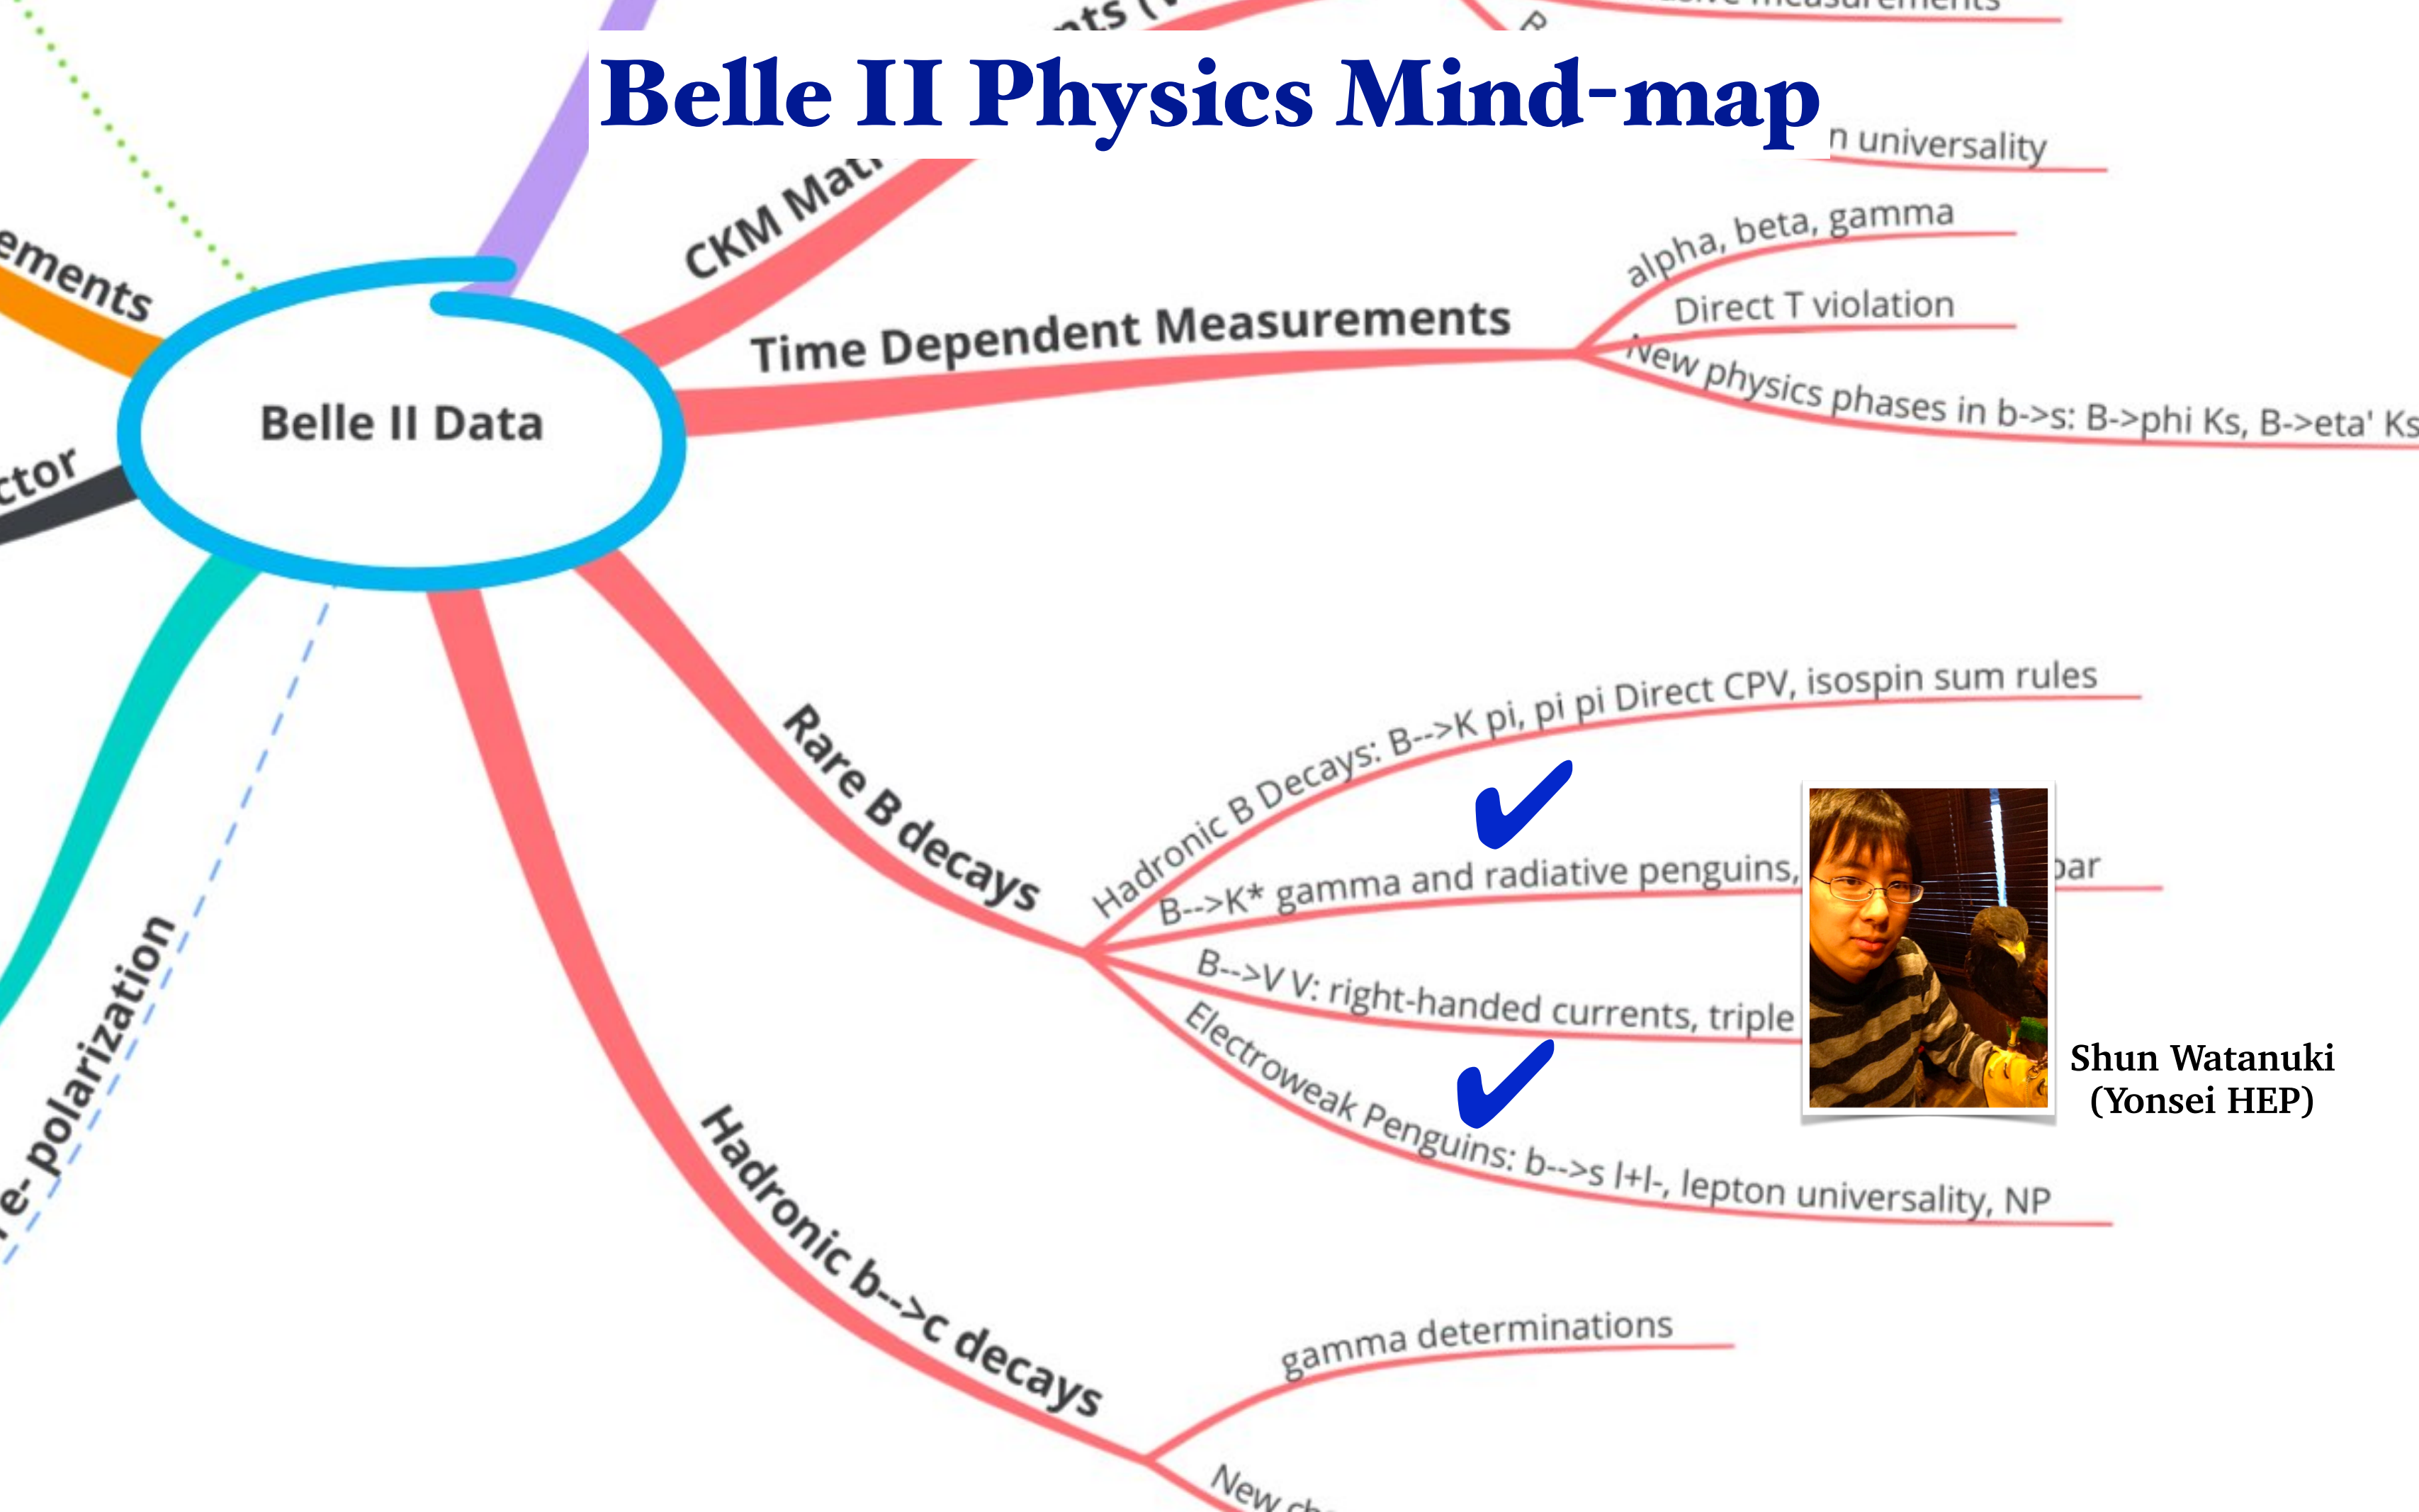 nts (
measurements
Belle II Physics Mind-map
n universality
CKM Mat
alpha, beta, gamma
Direct T violation
Time Dependent Measurements
New physics phases in b->s: B->phi Ks, B->eta' Ks
ements
Belle II Data
ctor
Hadronic B Decays: B-->K pi, pi pi Direct CPV, isospin sum rules
Rare B decays
B-->K* gamma and radiative penguins, bar
B-->V V: right-handed currents, triple
Electroweak Penguins: b-->s l+l-, lepton universality, NP
Shun Watanuki
(Yonsei HEP)
e- polarization
Hadronic b-->c decays
gamma determinations
New